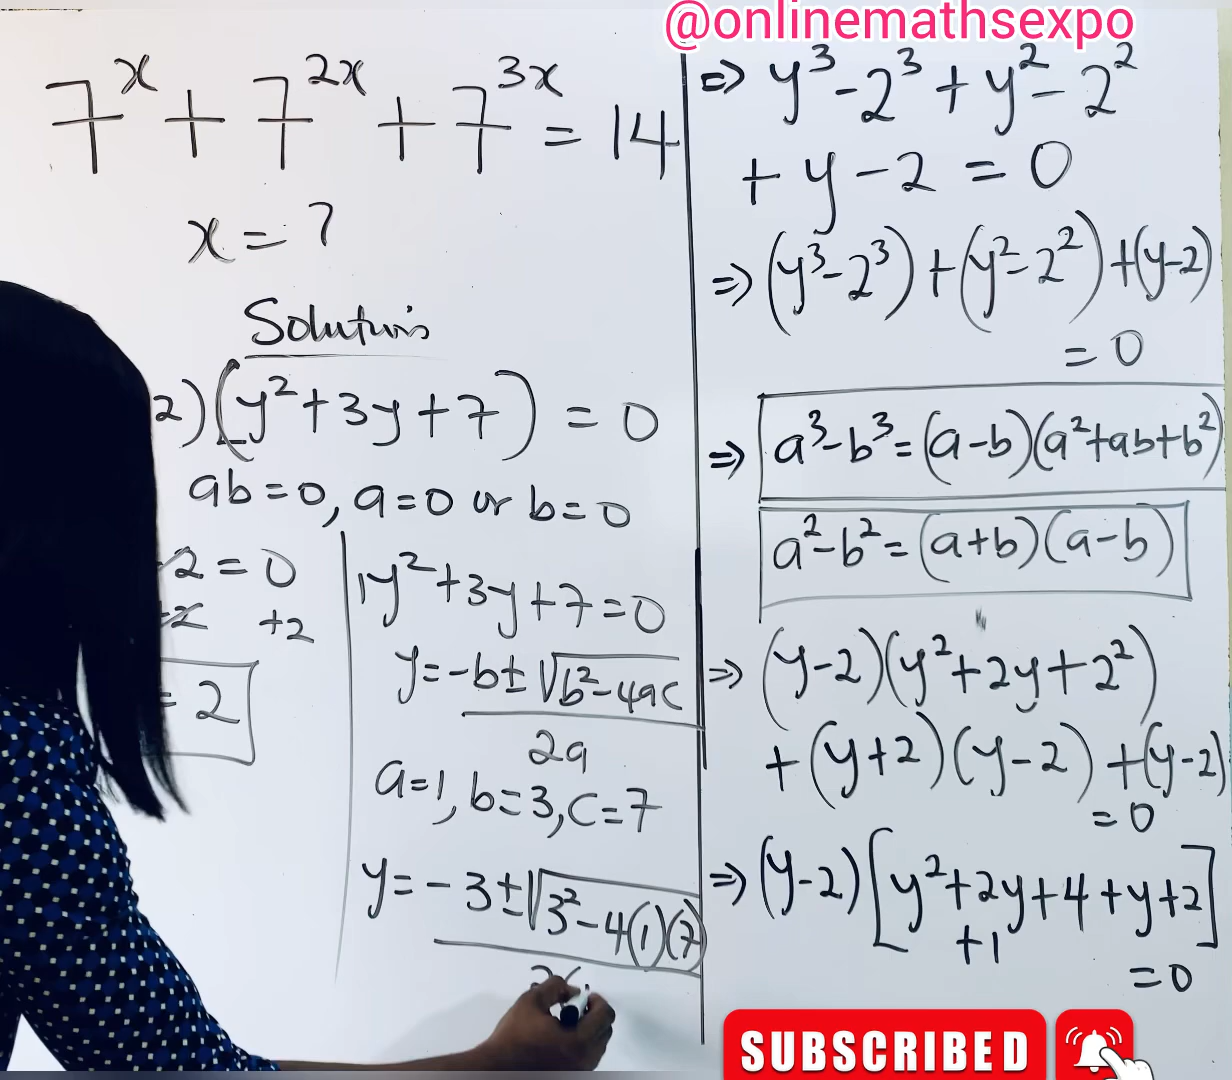 @onlinemathsexpo
7^x + 7^{2x} + 7^{3x} = 14
x = ?
Solutions
2)(y² + 3y + 7) = 0
ab = 0, a = 0 or b = 0
-2 = 0
+2
= 2
1y² + 3y + 7 = 0
y = -b ± √(b² - 4ac)
2a
a = 1, b = 3, c = 7
y = -3 ± √(3² - 4(1)(7))
⇒ y³ - 2³ + y² - 2²
+ y - 2 = 0
⇒ (y³ - 2³) + (y² - 2²) + (y - 2)
= 0
⇒ a³ - b³ = (a - b)(a² + ab + b²)
a² - b² = (a + b)(a - b)
⇒ (y - 2)(y² + 2y + 2²)
+ (y + 2)(y - 2) + (y - 2)
= 0
⇒ (y - 2)[y² + 2y + 4 + y + 2]
+ 1
= 0
SUBSCRIBED